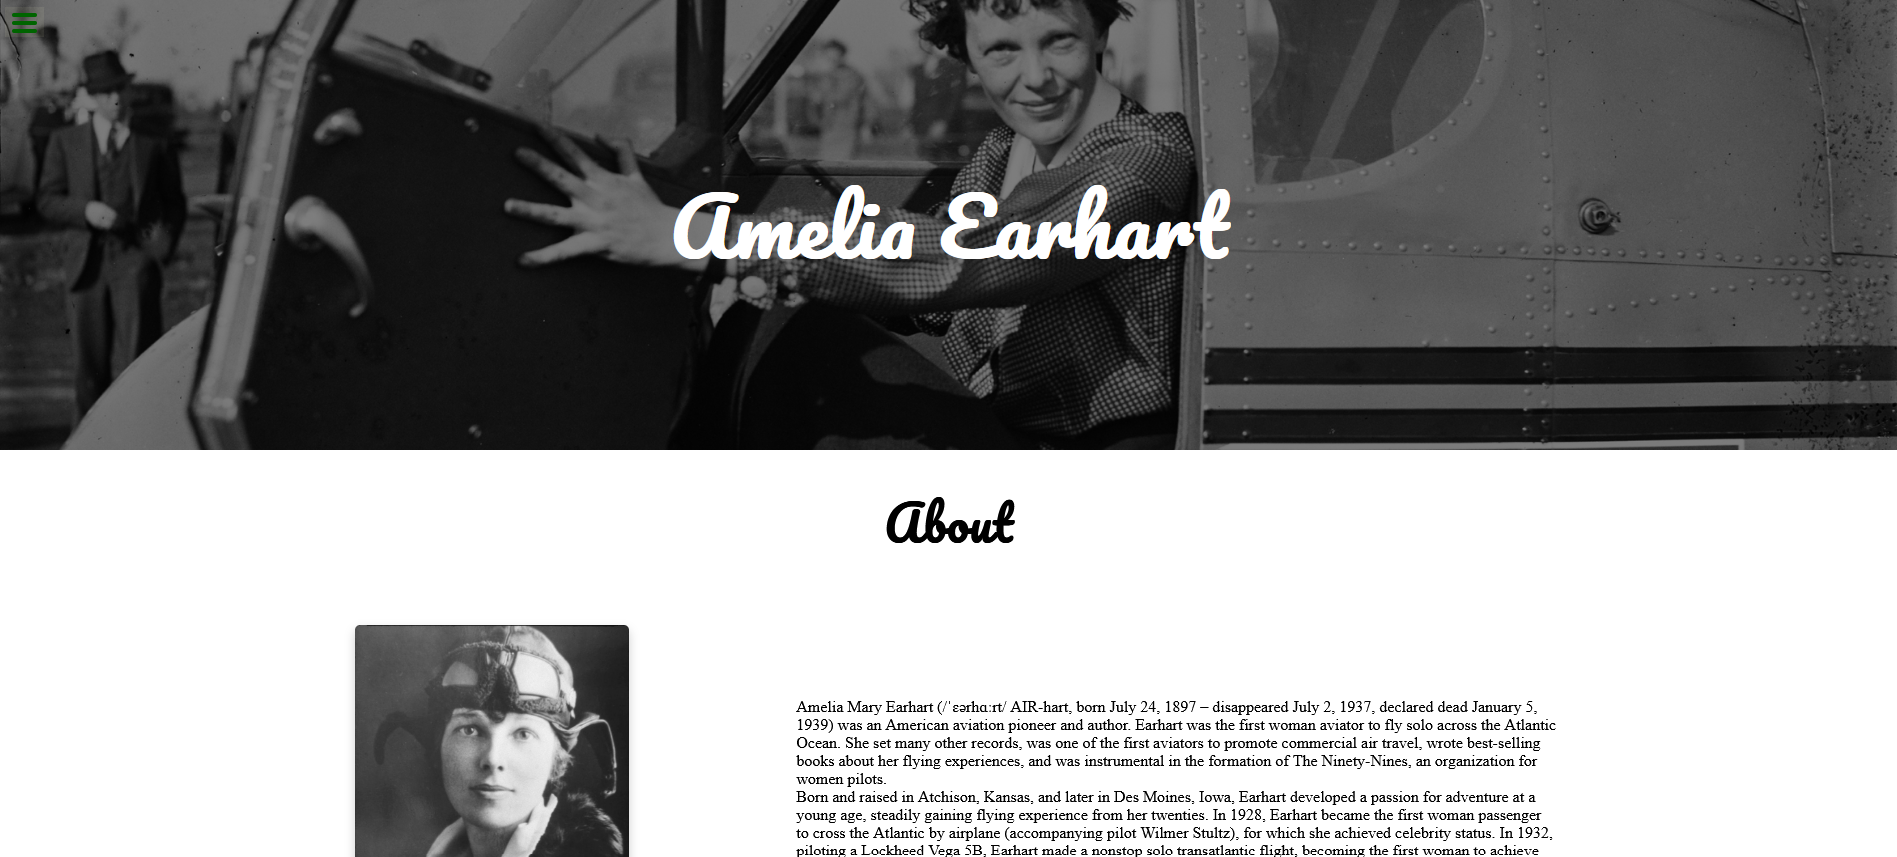 Amelia Earhart
About
Amelia Mary Earhart (/ˈɛərhɑːrt/ AIR-hart, born July 24, 1897 – disappeared July 2, 1937, declared dead January 5,
1939) was an American aviation pioneer and author. Earhart was the first woman aviator to fly solo across the Atlantic
Ocean. She set many other records, was one of the first aviators to promote commercial air travel, wrote best-selling
books about her flying experiences, and was instrumental in the formation of The Ninety-Nines, an organization for
women pilots.
Born and raised in Atchison, Kansas, and later in Des Moines, Iowa, Earhart developed a passion for adventure at a
young age, steadily gaining flying experience from her twenties. In 1928, Earhart became the first woman passenger
to cross the Atlantic by airplane (accompanying pilot Wilmer Stultz), for which she achieved celebrity status. In 1932,
piloting a Lockheed Vega 5B, Earhart made a nonstop solo transatlantic flight, becoming the first woman to achieve